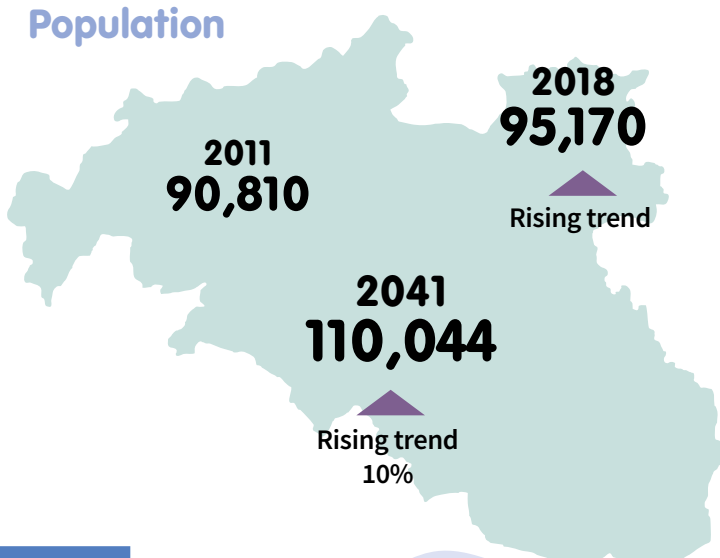 Population
2011
90,810
2018
95,170
Rising trend
2041
110,044
Rising trend
10%